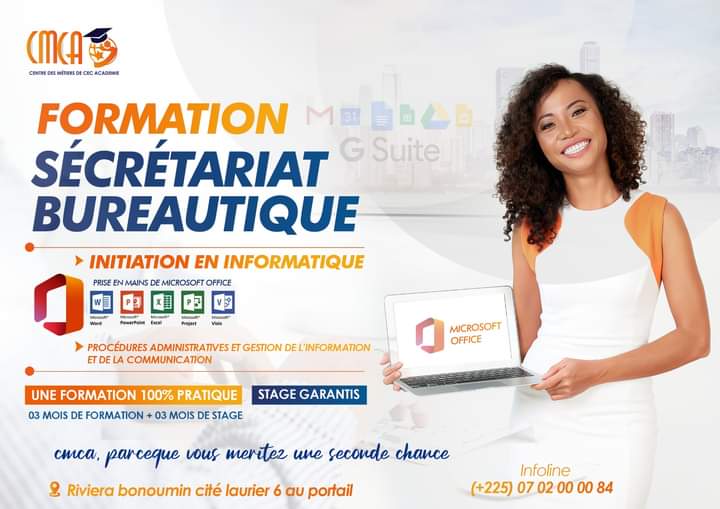 CMCA
CENTRE DES MÉTIERS DE CEC ACADEMIE
FORMATION
SÉCRÉTARIAT
BUREAUTIQUE
31
G Suite
INITIATION EN INFORMATIQUE
PRISE EN MAINS DE MICROSOFT OFFICE
W P X P V
Microsoft® Word
Microsoft® PowerPoint
Microsoft® Excel
Microsoft® Project
Microsoft® Visio
PROCÉDURES ADMINISTRATIVES ET GESTION DE L'INFORMATION
ET DE LA COMMUNICATION
UNE FORMATION 100% PRATIQUE
STAGE GARANTIS
03 MOIS DE FORMATION + 03 MOIS DE STAGE
MICROSOFT
OFFICE
cmca, parceque vous meritez une seconde chance
Riviera bonoumin cité laurier 6 au portail
Infoline
(+225) 07 02 00 00 84